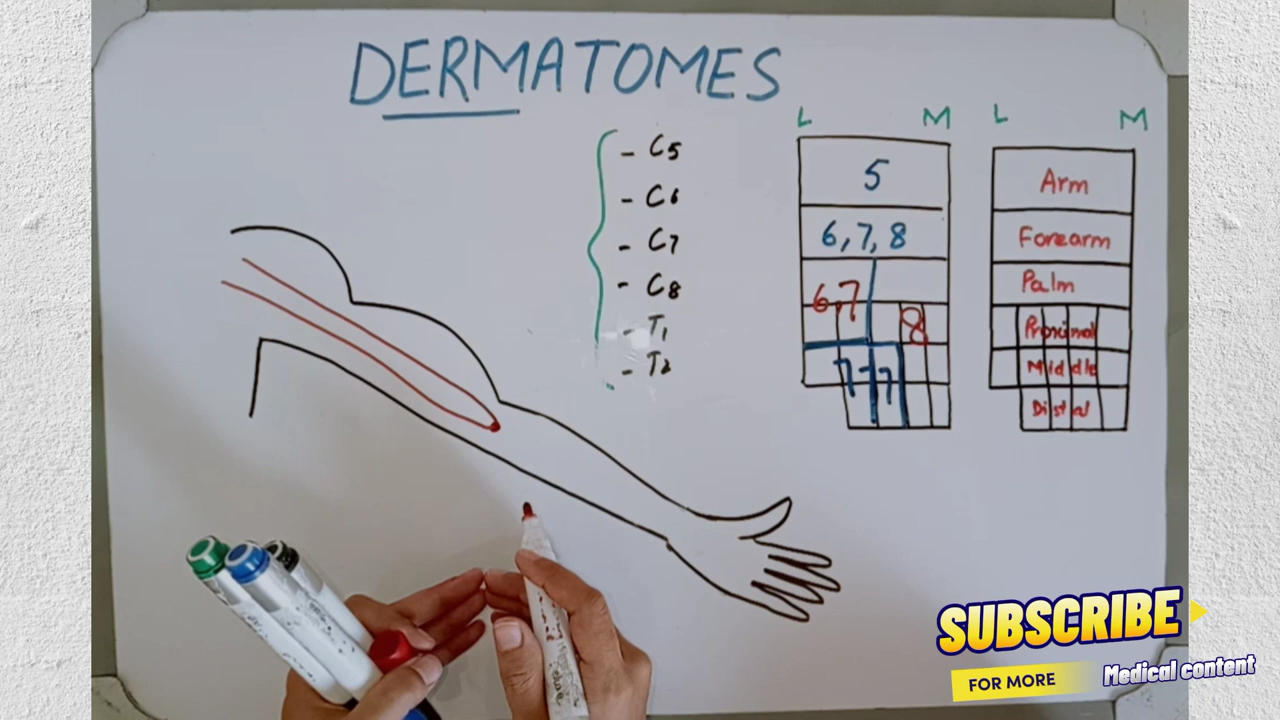 DERMATOMES
- C5
- C6
- C7
- C8
- T1
- T2
L M
5
6, 7, 8
6,7
8
7 7 7
L M
Arm
Forearm
Palm
Proximal
Middle
Distal
SUBSCRIBE
FOR MORE Medical content